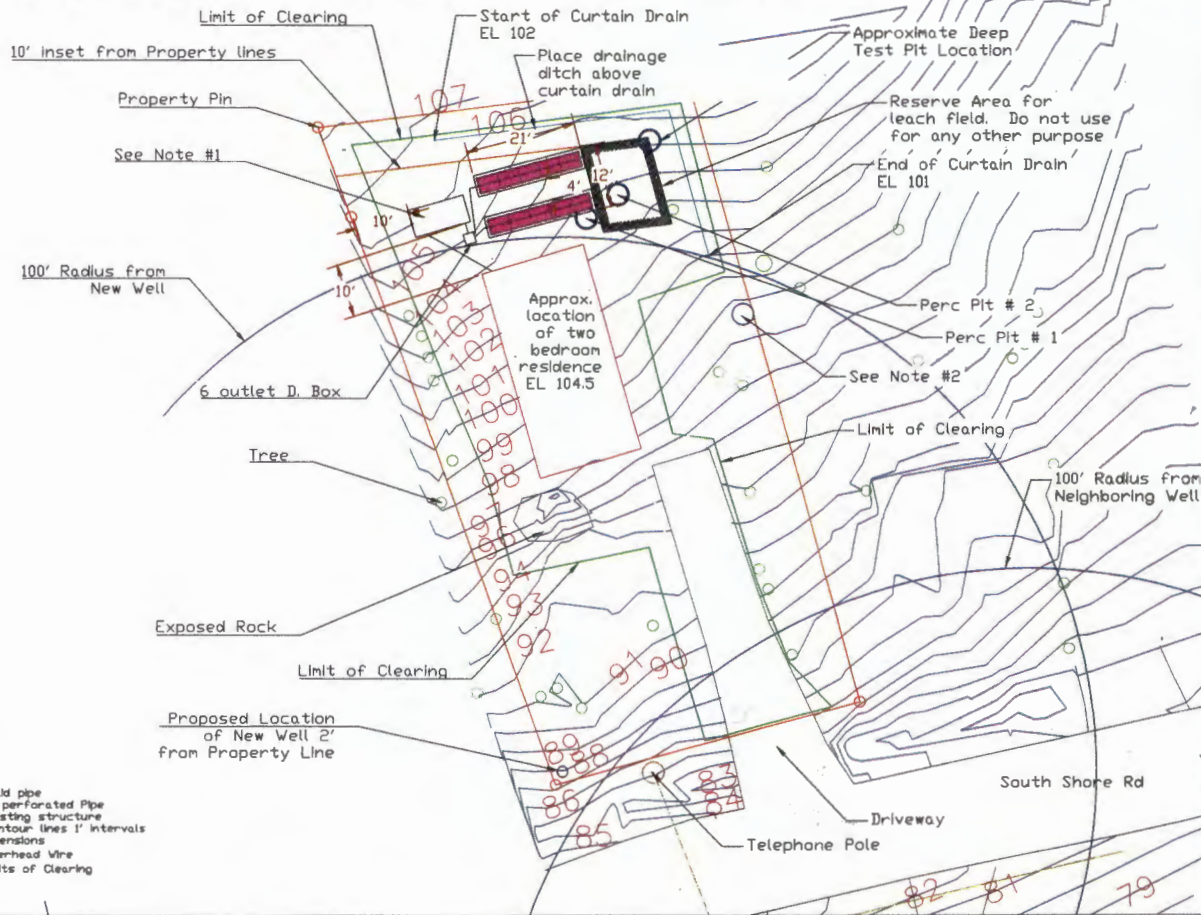 Limit of Clearing
Start of Curtain Drain
EL 102
10' inset from Property lines
Place drainage
ditch above
curtain drain
Approximate Deep
Test Pit Location
Property Pin
107
106
21'
Reserve Area for
leach field. Do not use
for any other purpose
See Note #1
End of Curtain Drain
EL 101
12'
4'
10'
100' Radius from
New Well
10'
105
104
103
102
101
100
99
98
97
96
94
93
92
91
90
89
88
86
85
83
84
82
81
79
Approx.
location
of two
bedroom
residence
EL 104.5
Perc Pit # 2
Perc Pit # 1
See Note #2
6 outlet D. Box
Limit of Clearing
Tree
100' Radius from
Neighboring Well
Exposed Rock
Limit of Clearing
Proposed Location
of New Well 2'
from Property Line
South Shore Rd
Driveway
Telephone Pole
perforated Pipe
structure
lines 1' intervals
Wire
of Clearing